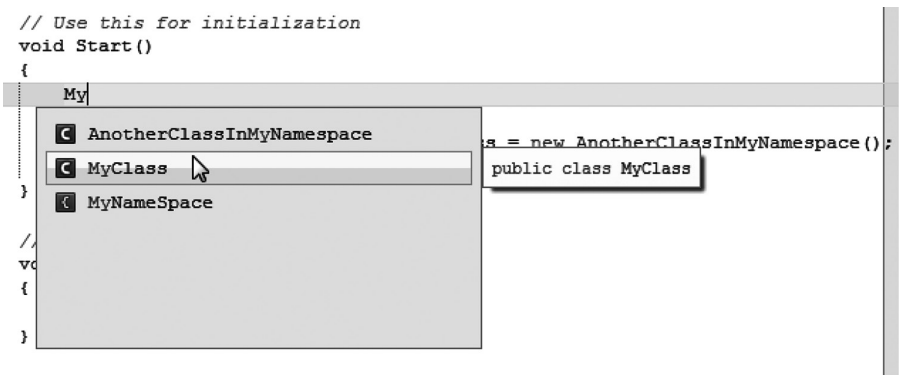 // Use this for initialization
void Start()
{
My
AnotherClassInMyNamespace
= new AnotherClassInMyNamespace();
MyClass
public class MyClass
}
MyNameSpace
//
{
}